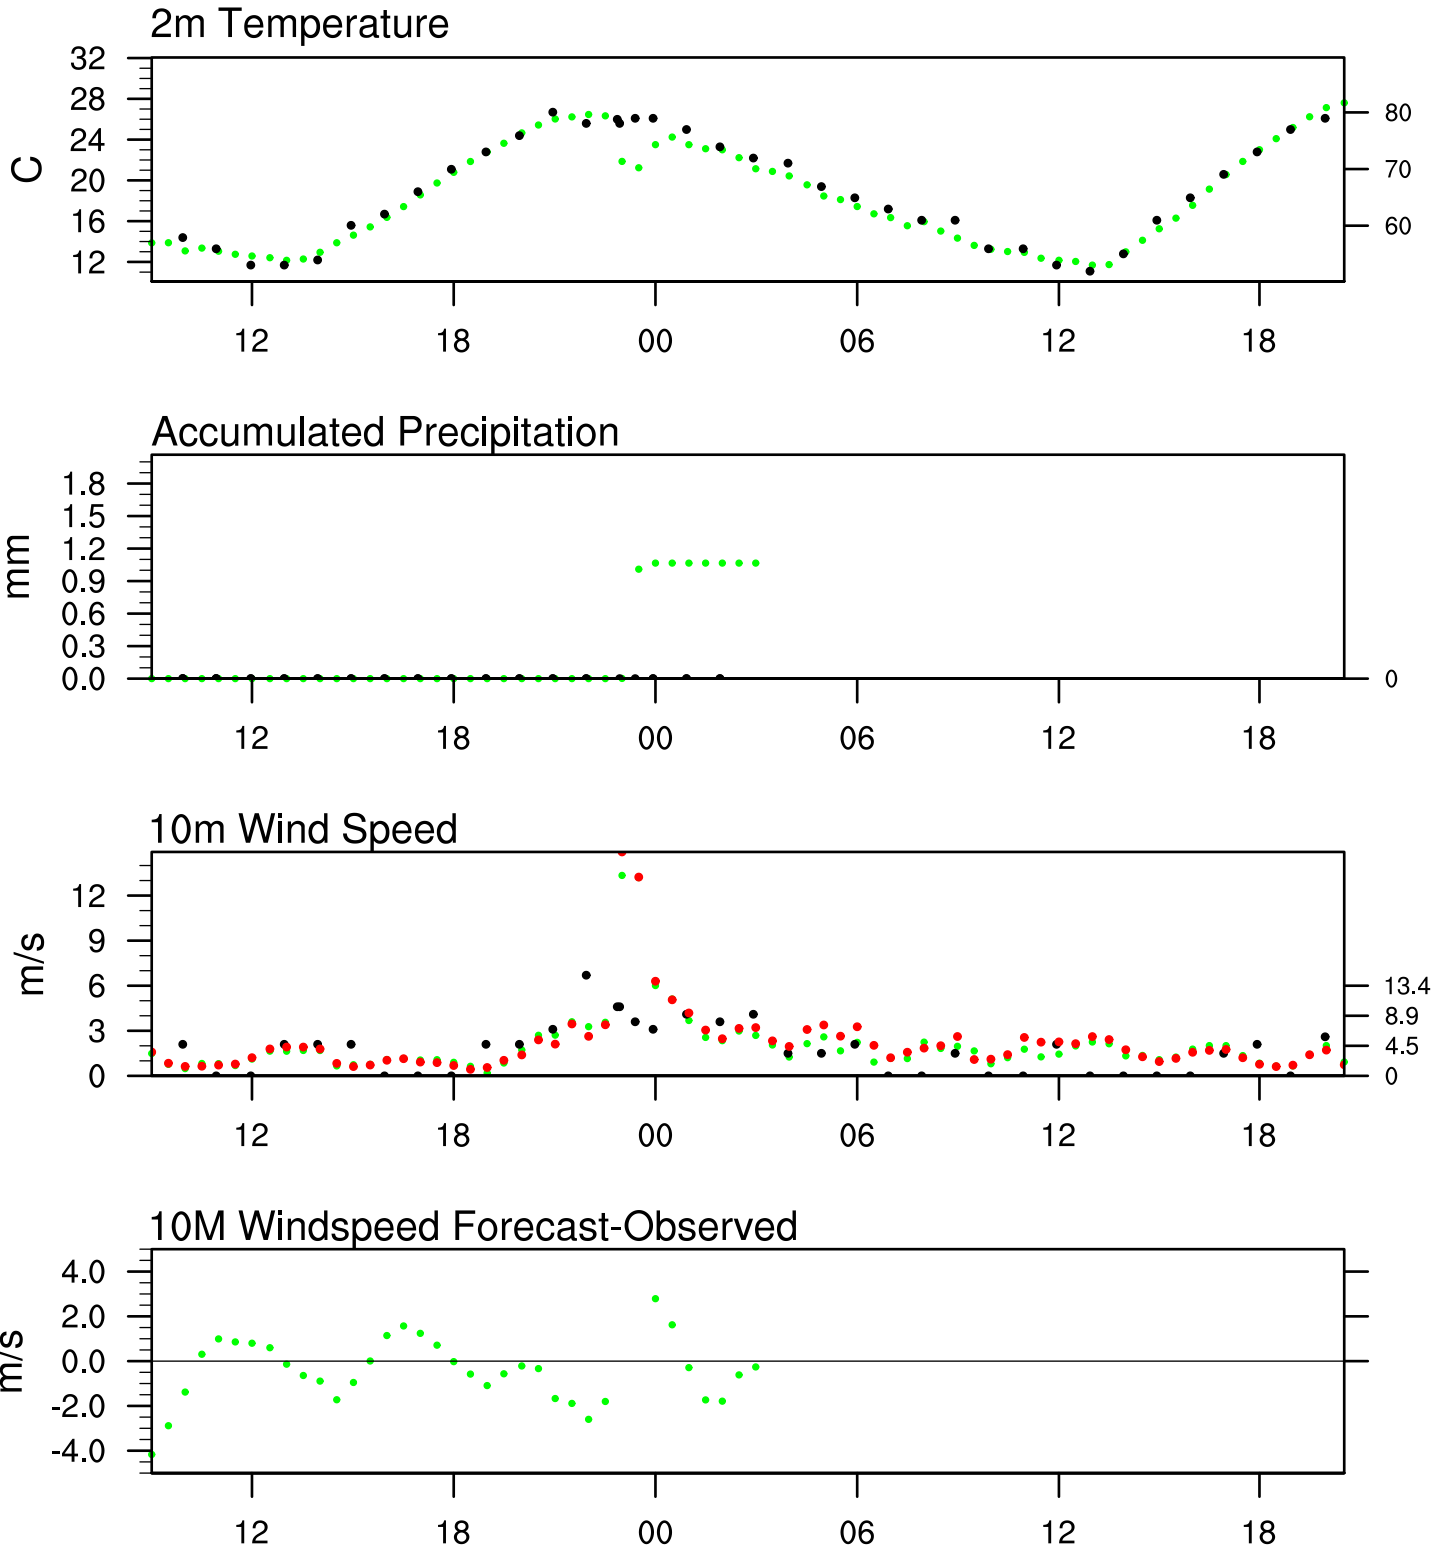 2m Temperature
32
28
24
20
16
12
C
80
70
60
12 18 00 06 12 18
Accumulated Precipitation
1.8
1.5
1.2
0.9
0.6
0.3
0.0
mm
0
12 18 00 06 12 18
10m Wind Speed
12
9
6
3
0
m/s
13.4
8.9
4.5
0
12 18 00 06 12 18
10M Windspeed Forecast-Observed
4.0
2.0
0.0
-2.0
-4.0
m/s
12 18 00 06 12 18